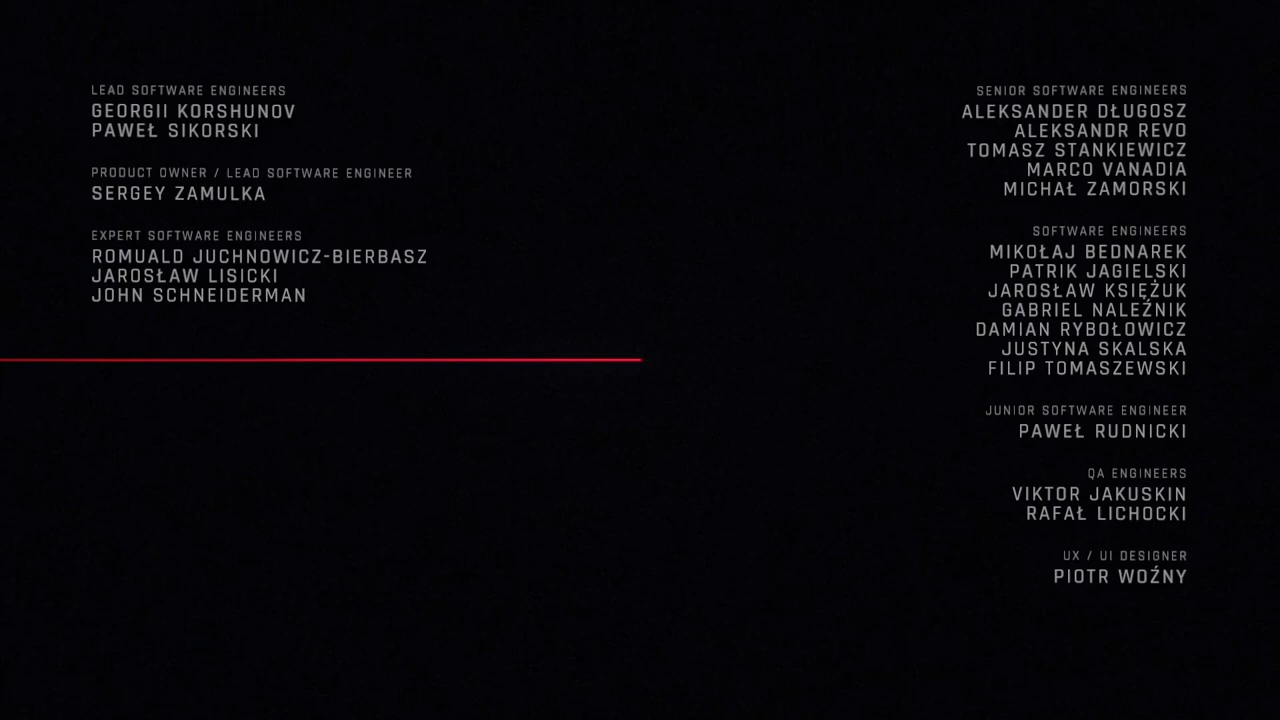 LEAD SOFTWARE ENGINEERS
GEORGII KORSHUNOV
PAWEŁ SIKORSKI
PRODUCT OWNER / LEAD SOFTWARE ENGINEER
SERGEY ZAMULKA
EXPERT SOFTWARE ENGINEERS
ROMUALD JUCHNOWICZ-BIERBASZ
JAROSŁAW LISICKI
JOHN SCHNEIDERMAN
SENIOR SOFTWARE ENGINEERS
ALEKSANDER DŁUGOSZ
ALEKSANDR REVO
TOMASZ STANKIEWICZ
MARCO VANADIA
MICHAŁ ZAMORSKI
SOFTWARE ENGINEERS
MIKOŁAJ BEDNAREK
PATRIK JAGIELSKI
JAROSŁAW KSIĘŻUK
GABRIEL NALEŹNIK
DAMIAN RYBOŁOWICZ
JUSTYNA SKALSKA
FILIP TOMASZEWSKI
JUNIOR SOFTWARE ENGINEER
PAWEŁ RUDNICKI
QA ENGINEERS
VIKTOR JAKUSKIN
RAFAŁ LICHOCKI
UX / UI DESIGNER
PIOTR WOŹNY